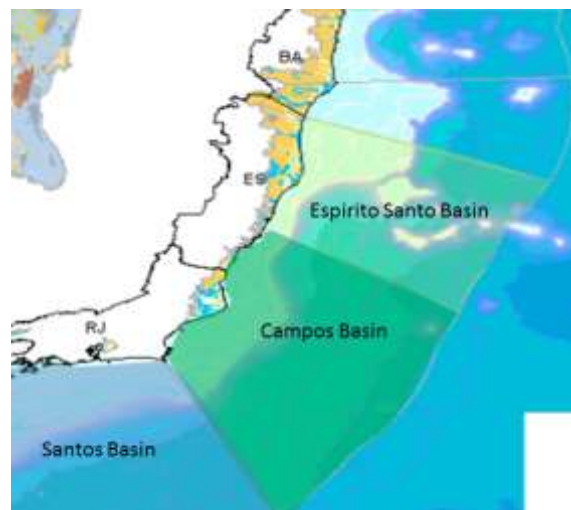 BA
ES
Espirito Santo Basin
Campos Basin
RJ
Santos Basin